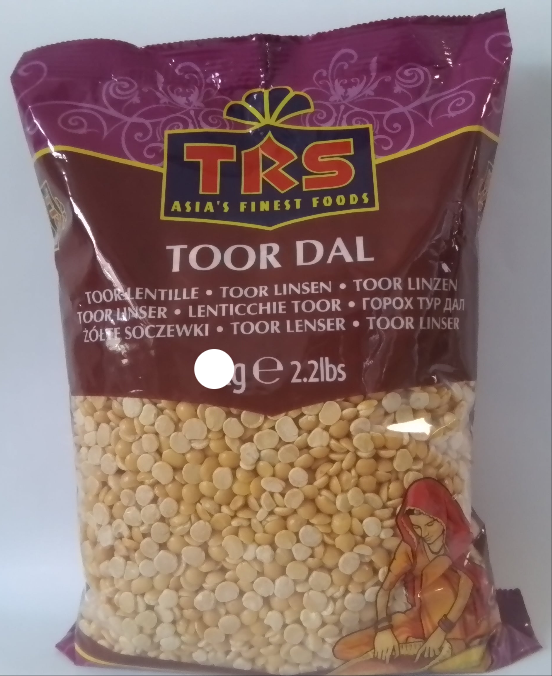 TRS
ASIA'S FINEST FOODS
TOOR DAL
TOOR LENTILLE • TOOR LINSEN • TOOR LINZEN
TOOR LINSER • LENTICCHIE TOOR • ГОРОХ ТУР ДАЛ
ŻÓŁTE SOCZEWKI • TOOR LENSER • TOOR LINSER
kg ℮ 2.2lbs